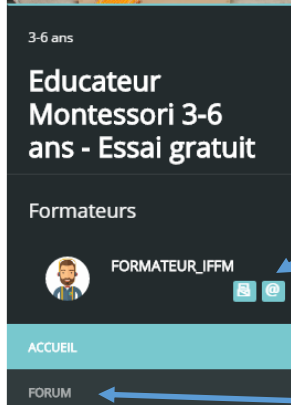 3-6 ans
Educateur
Montessori 3-6
ans - Essai gratuit
Formateurs
FORMATEUR_IFFM
@
ACCUEIL
FORUM